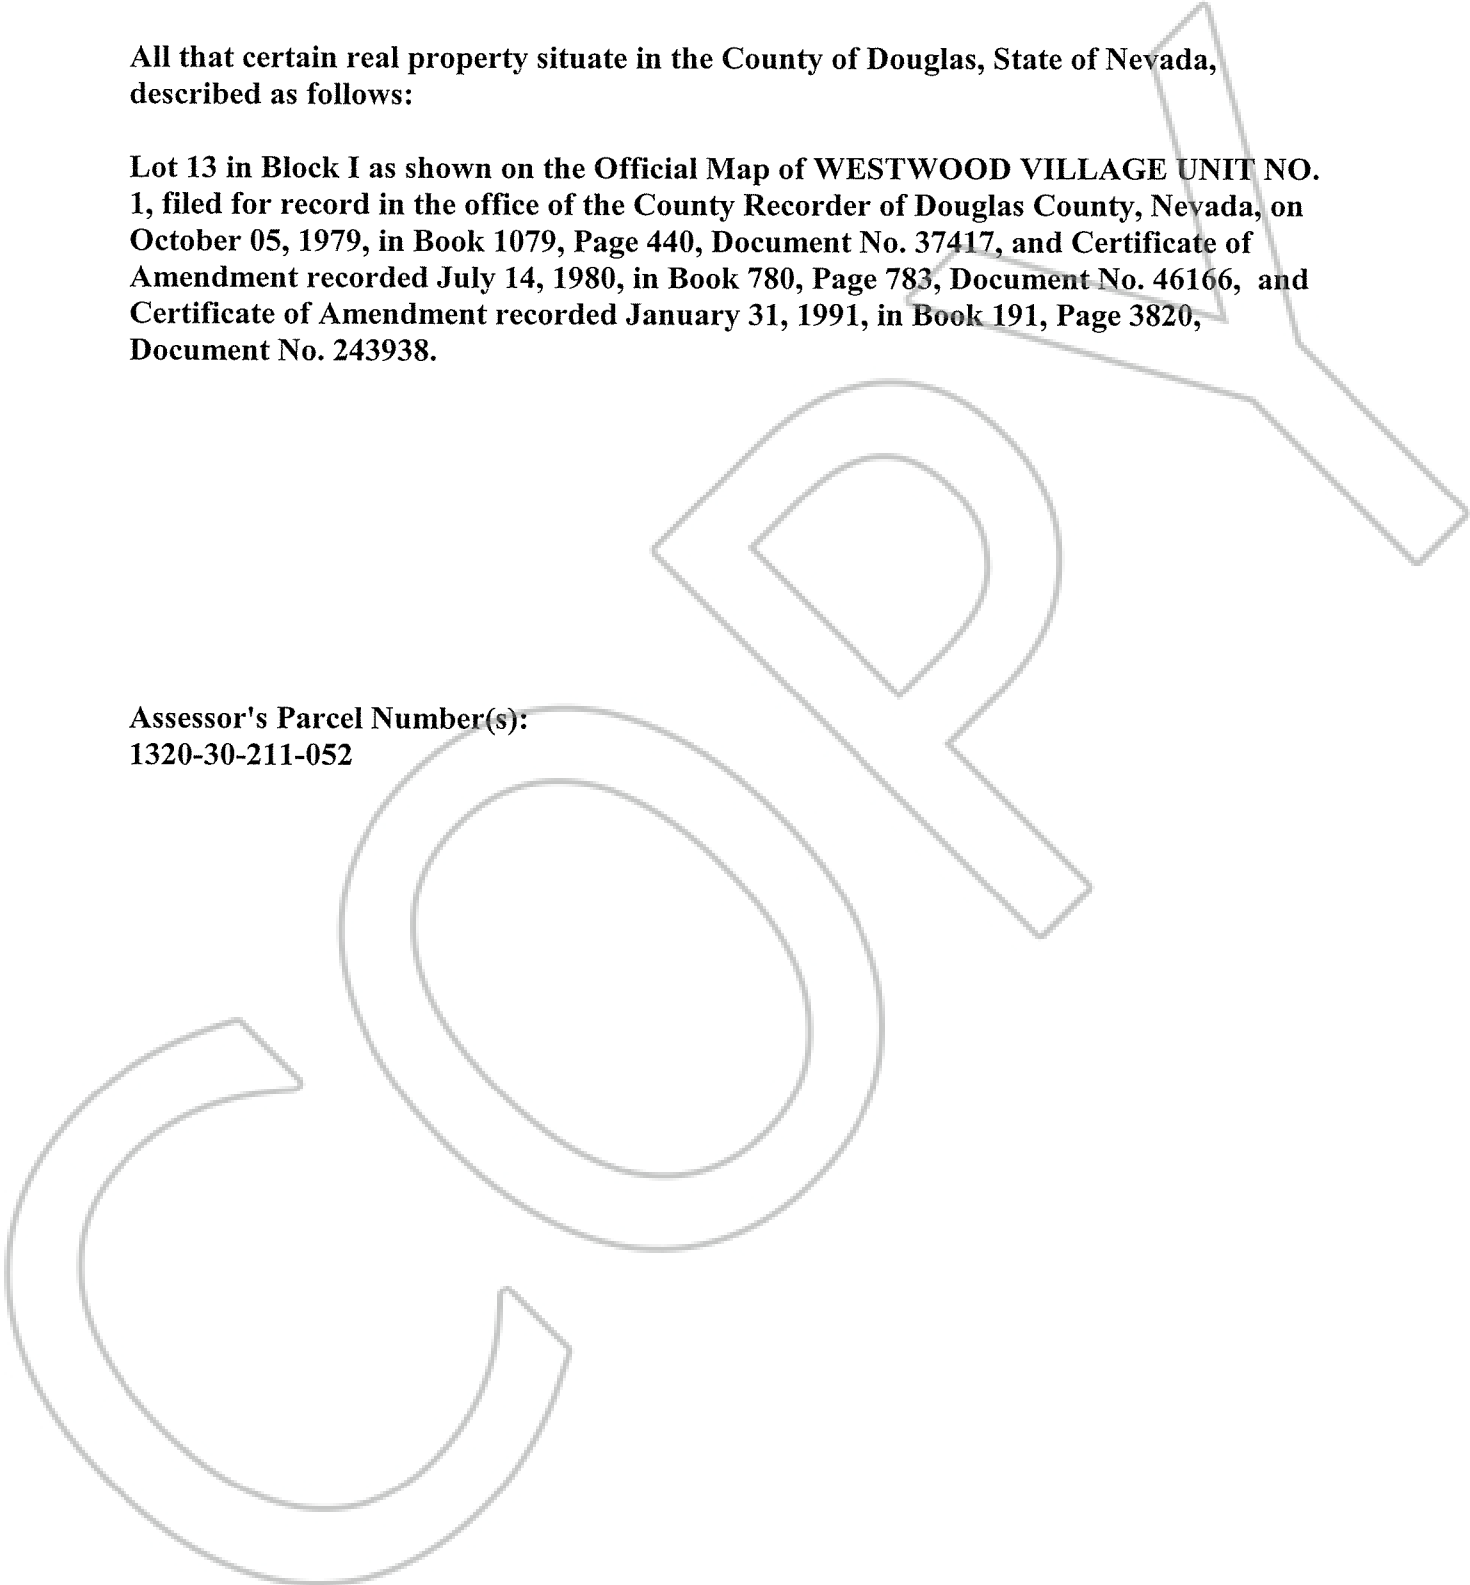 All that certain real property situate in the County of Douglas, State of Nevada,
described as follows:
Lot 13 in Block I as shown on the Official Map of WESTWOOD VILLAGE UNIT NO.
1, filed for record in the office of the County Recorder of Douglas County, Nevada, on
October 05, 1979, in Book 1079, Page 440, Document No. 37417, and Certificate of
Amendment recorded July 14, 1980, in Book 780, Page 783, Document No. 46166,  and
Certificate of Amendment recorded January 31, 1991, in Book 191, Page 3820,
Document No. 243938.
Assessor's Parcel Number(s):
1320-30-211-052
COPY